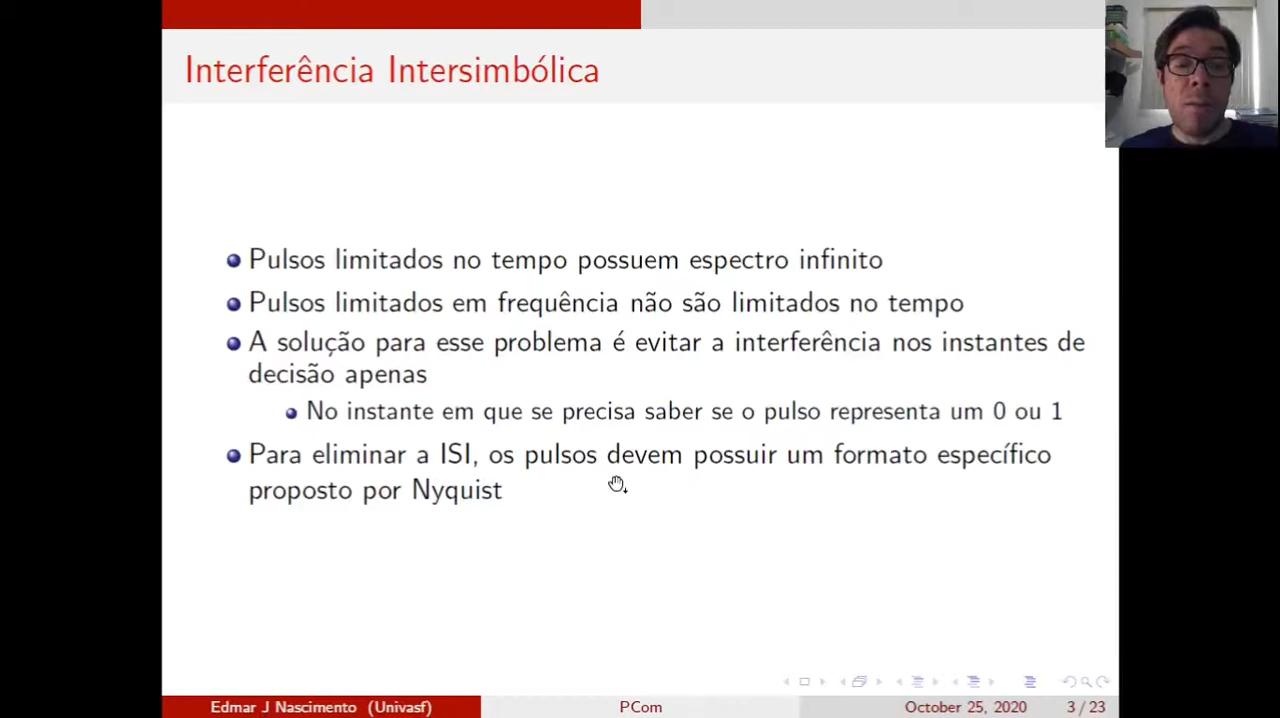 Interferência Intersimbólica
Pulsos limitados no tempo possuem espectro infinito
Pulsos limitados em frequência não são limitados no tempo
A solução para esse problema é evitar a interferência nos instantes de
decisão apenas
No instante em que se precisa saber se o pulso representa um 0 ou 1
Para eliminar a ISI, os pulsos devem possuir um formato específico
proposto por Nyquist
Edmar J Nascimento (Univasf) PCom October 25, 2020 3 / 23